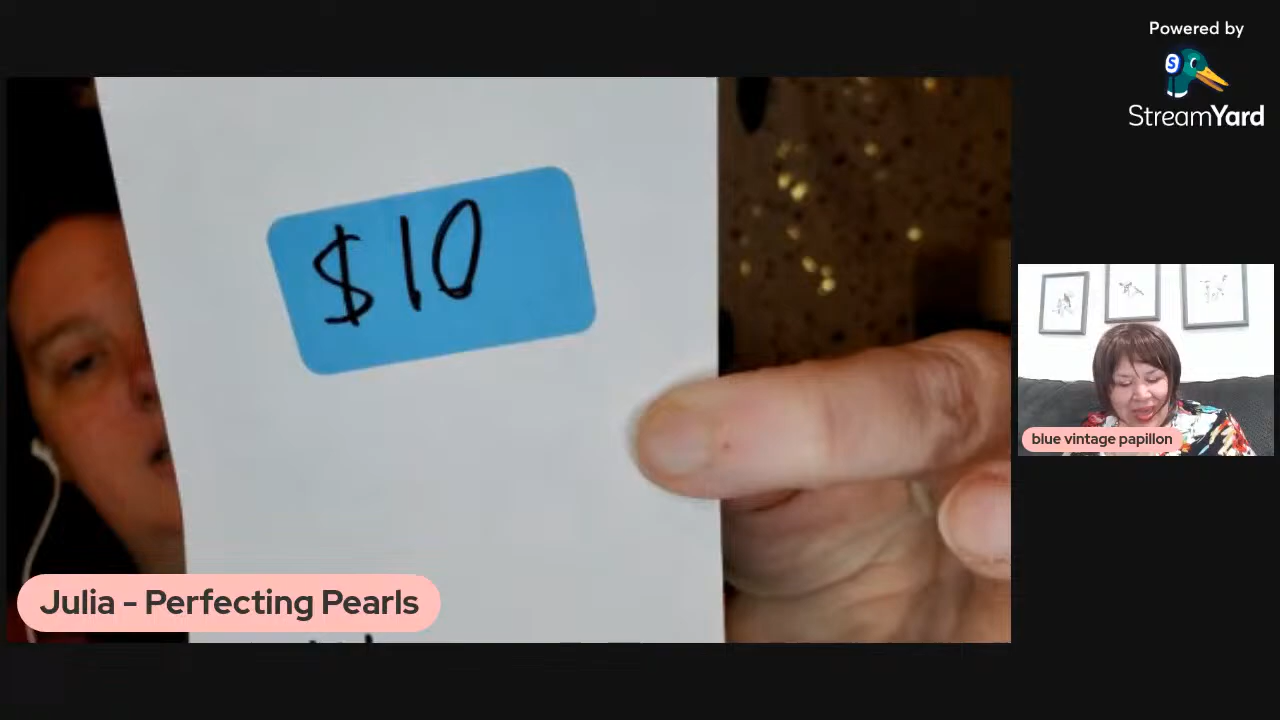 Powered by
S
StreamYard
$10
blue vintage papillon
Julia - Perfecting Pearls